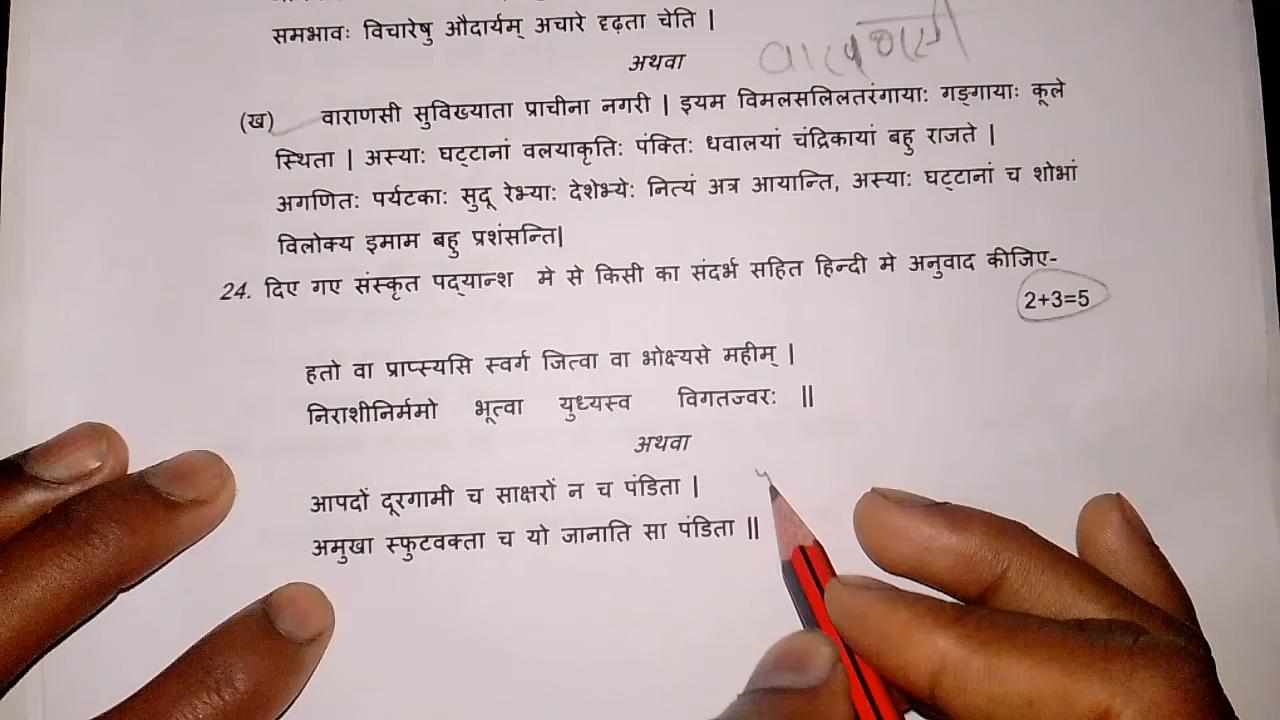 समभावः विचारेषु औदार्यम् अचारे दृढ़ता चेति |
अथवा
(ख) वाराणसी सुविख्याता प्राचीना नगरी | इयम विमलसलिलतरंगायाः गङ्गायाः कूले
स्थिता | अस्याः घट्टानां वलयाकृतिः पंक्तिः धवालयां चंद्रिकायां बहु राजते |
अगणितः पर्यटकाः सुदू रेभ्याः देशेभ्येः नित्यं अत्र आयान्ति, अस्याः घट्टानां च शोभां
विलोक्य इमाम बहु प्रशंसन्ति|
24. दिए गए संस्कृत पद्यान्श मे से किसी का संदर्भ सहित हिन्दी मे अनुवाद कीजिए-
2+3=5
हतो वा प्राप्स्यसि स्वर्ग जित्वा वा भोक्ष्यसे महीम् |
निराशीनिर्ममो भूत्वा युध्यस्व विगतज्वरः ||
अथवा
आपदों दूरगामी च साक्षरों न च पंडिता |
अमुखा स्फुटवक्ता च यो जानाति सा पंडिता ||